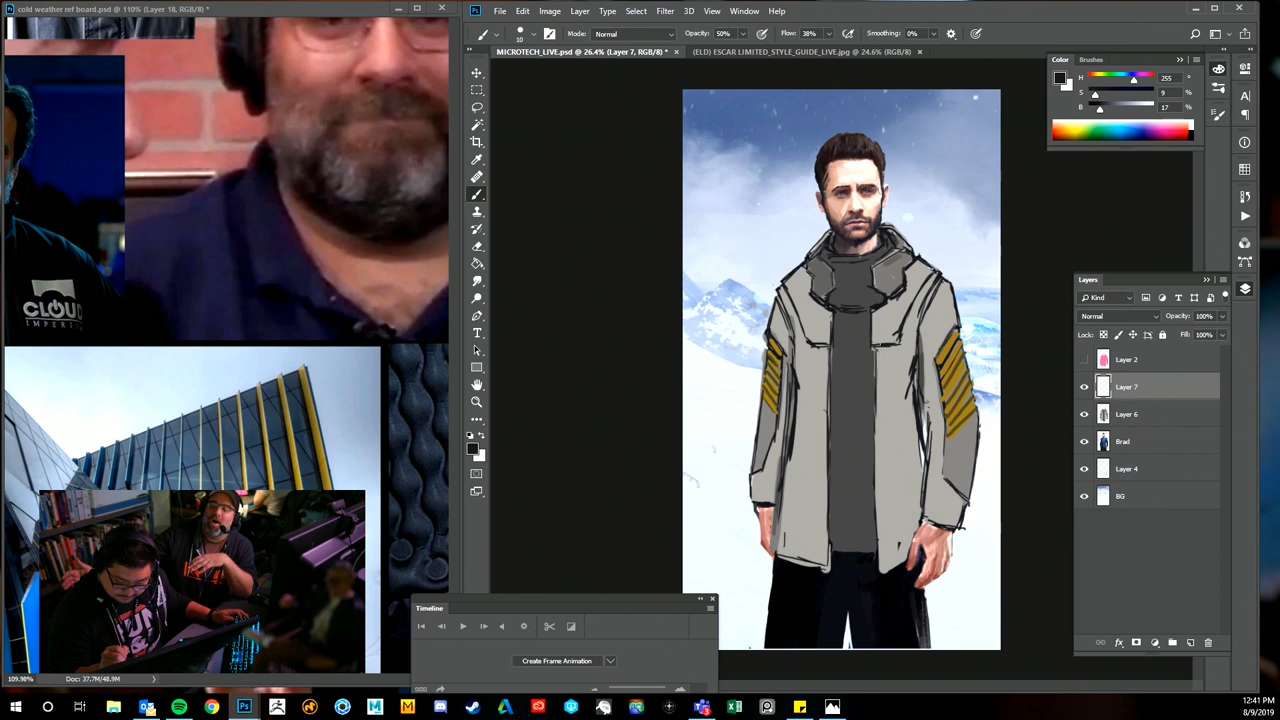 cold weather ref board.psd @ 110% (Layer 18, RGB/8) *
File Edit Image Layer Type Select Filter 3D View Window Help
10 Mode: Normal Opacity: 50% Flow: 38% Smoothing: 0%
MICROTECH_LIVE.psd @ 26.4% (Layer 7, RGB/8) * × (ELD) ESCAR LIMITED_STYLE_GUIDE_LIVE.jpg @ 24.6% (RGB/8) ×
Color Brushes
H 255 °
S 9 %
B 17 %
Layers
Kind
Normal Opacity: 100%
Lock: Fill: 100%
Layer 2
Layer 7
Layer 6
Brad
Layer 4
BG
CLOUD
IMPERIU
Timeline
Create Frame Animation
109.98% Doc: 37.7M/48.9M
12:41 PM
8/9/2019